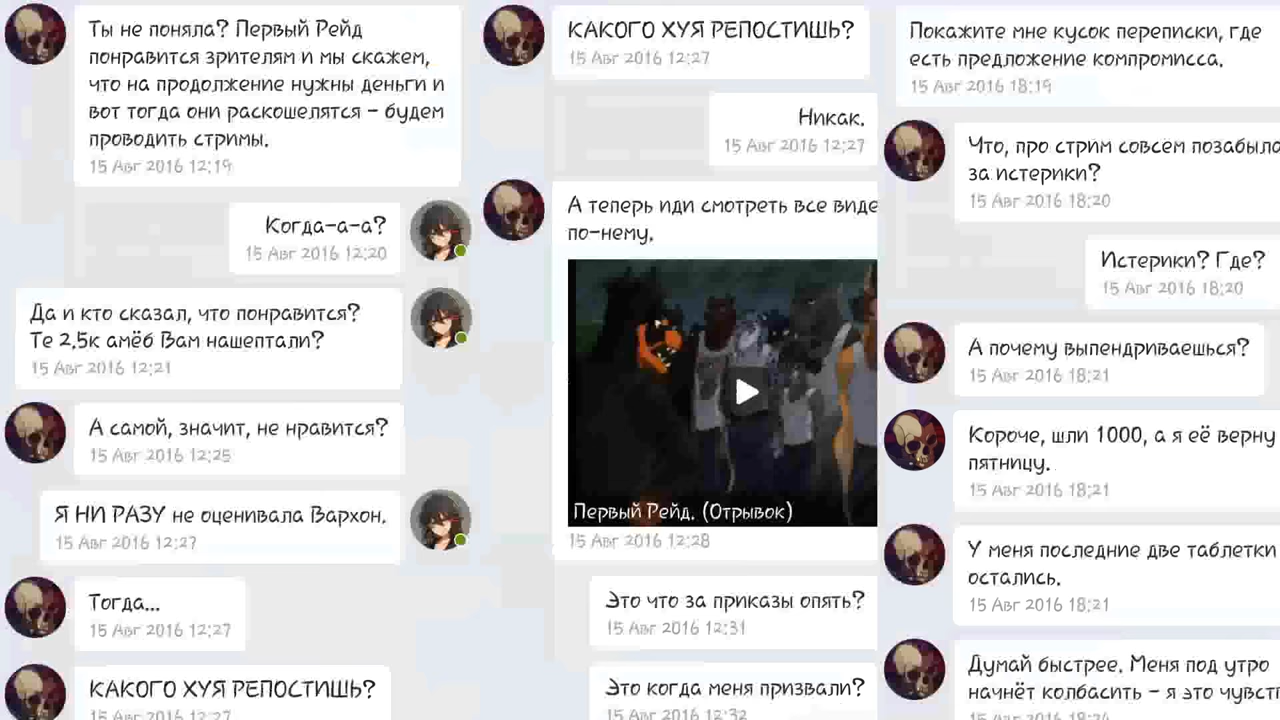 Ты не поняла? Первый Рейд
понравится зрителям и мы скажем,
что на продолжение нужны деньги и
вот тогда они раскошелятся - будем
проводить стримы.
15 Авг 2016 12:19
Когда-а-а?
15 Авг 2016 12:20
Да и кто сказал, что понравится?
Те 2,5к амёб Вам нашептали?
15 Авг 2016 12:21
А самой, значит, не нравится?
15 Авг 2016 12:25
Я НИ РАЗУ не оценивала Вархон.
15 Авг 2016 12:27
Тогда...
15 Авг 2016 12:27
КАКОГО ХУЯ РЕПОСТИШЬ?
15 Авг 2016 12:27
КАКОГО ХУЯ РЕПОСТИШЬ?
15 Авг 2016 12:27
Никак.
15 Авг 2016 12:27
А теперь иди смотреть все виде
по-нему.
Первый Рейд. (Отрывок)
15 Авг 2016 12:28
Это что за приказы опять?
15 Авг 2016 12:31
Это когда меня призвали?
15 Авг 2016 12:32
Покажите мне кусок переписки, где
есть предложение компромисса.
15 Авг 2016 18:19
Что, про стрим совсем позабыла
за истерики?
15 Авг 2016 18:20
Истерики? Где?
15 Авг 2016 18:20
А почему выпендриваешься?
15 Авг 2016 18:21
Короче, шли 1000, а я её верну
пятницу.
15 Авг 2016 18:21
У меня последние две таблетки
остались.
15 Авг 2016 18:21
Думай быстрее. Меня под утро
начнёт колбасить - я это чувст
15 Авг 2016